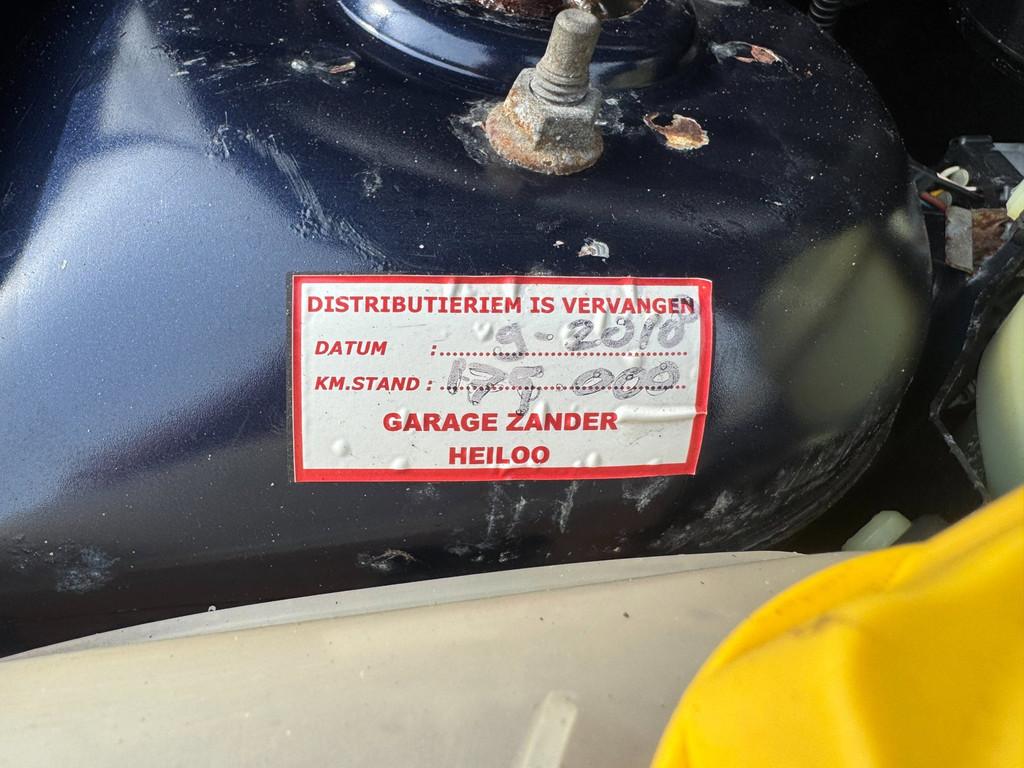 DISTRIBUTIERIEM IS VERVANGEN
DATUM : 9-2018
KM.STAND : 175.000
GARAGE ZANDER
HEILOO